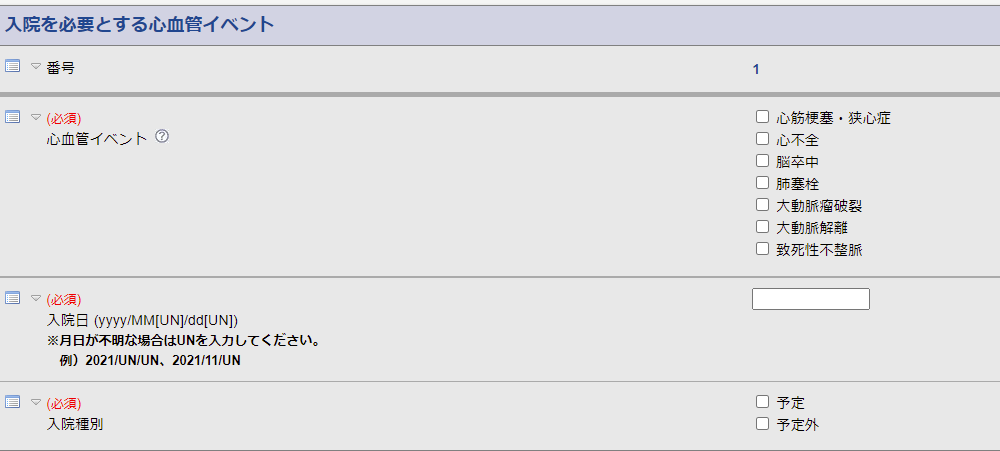 入院を必要とする心血管イベント
番号
1
(必須)
心血管イベント ?
心筋梗塞・狭心症
心不全
脳卒中
肺塞栓
大動脈瘤破裂
大動脈解離
致死性不整脈
(必須)
入院日 (yyyy/MM[UN]/dd[UN])
※月日が不明な場合はUNを入力してください。
例）2021/UN/UN、2021/11/UN
(必須)
入院種別
予定
予定外